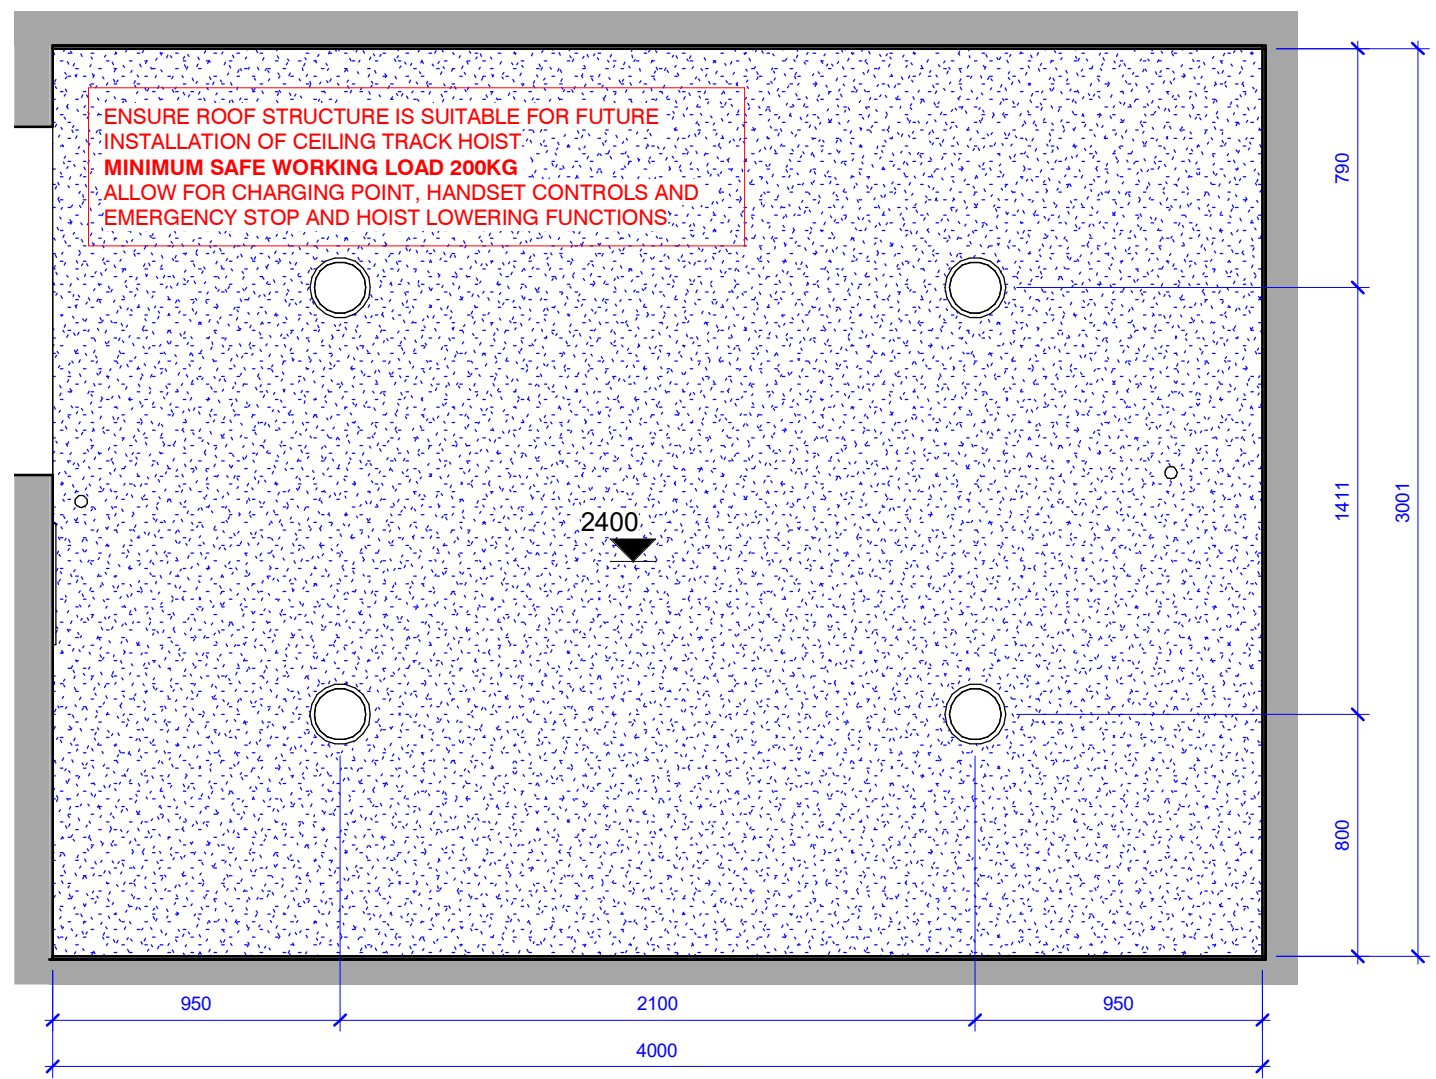 ENSURE ROOF STRUCTURE IS SUITABLE FOR FUTURE
INSTALLATION OF CEILING TRACK HOIST
MINIMUM SAFE WORKING LOAD 200KG
ALLOW FOR CHARGING POINT, HANDSET CONTROLS AND
EMERGENCY STOP AND HOIST LOWERING FUNCTIONS
790
1411
3001
2400
800
950
2100
950
4000